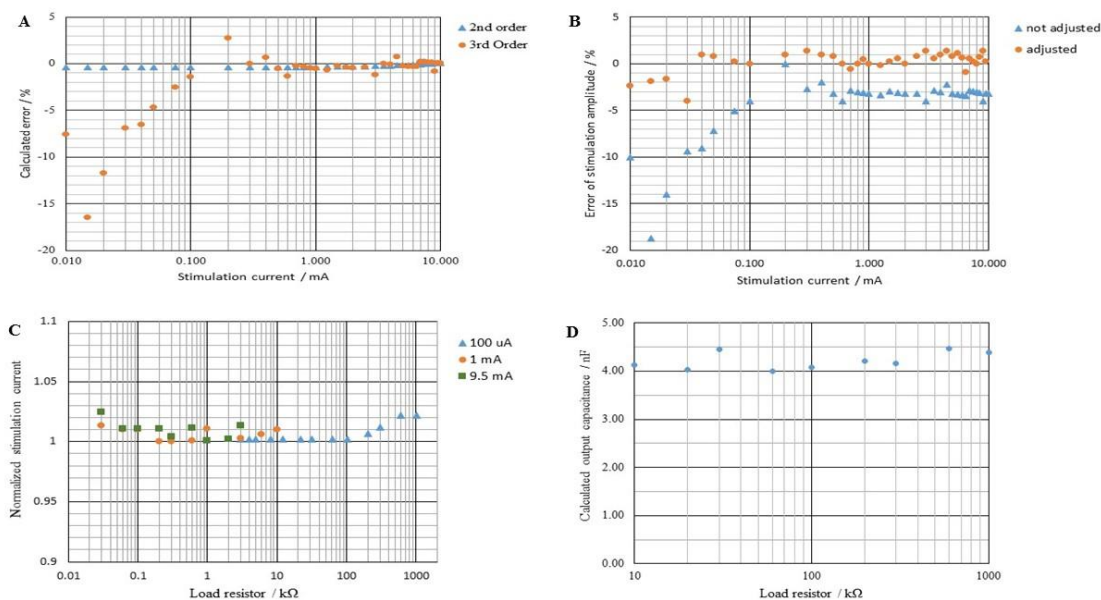 A
2nd order
3rd Order
5
0
-5
-10
-15
-20
Calculated error / %
0.010
0.100
1.000
10.000
Stimulation current / mA
B
not adjusted
adjusted
5
0
-5
-10
-15
-20
Error of stimulation amplitude / %
0.010
0.100
1.000
10.000
Stimulation current / mA
C
100 uA
1 mA
9.5 mA
1.1
1.05
1
0.95
0.9
Normalized stimulation current
0.01
0.1
1
10
100
1000
Load resistor / kΩ
D
5.00
4.00
3.00
2.00
1.00
0.00
Calculated output capacitance / nF
10
100
1000
Load resistor / kΩ